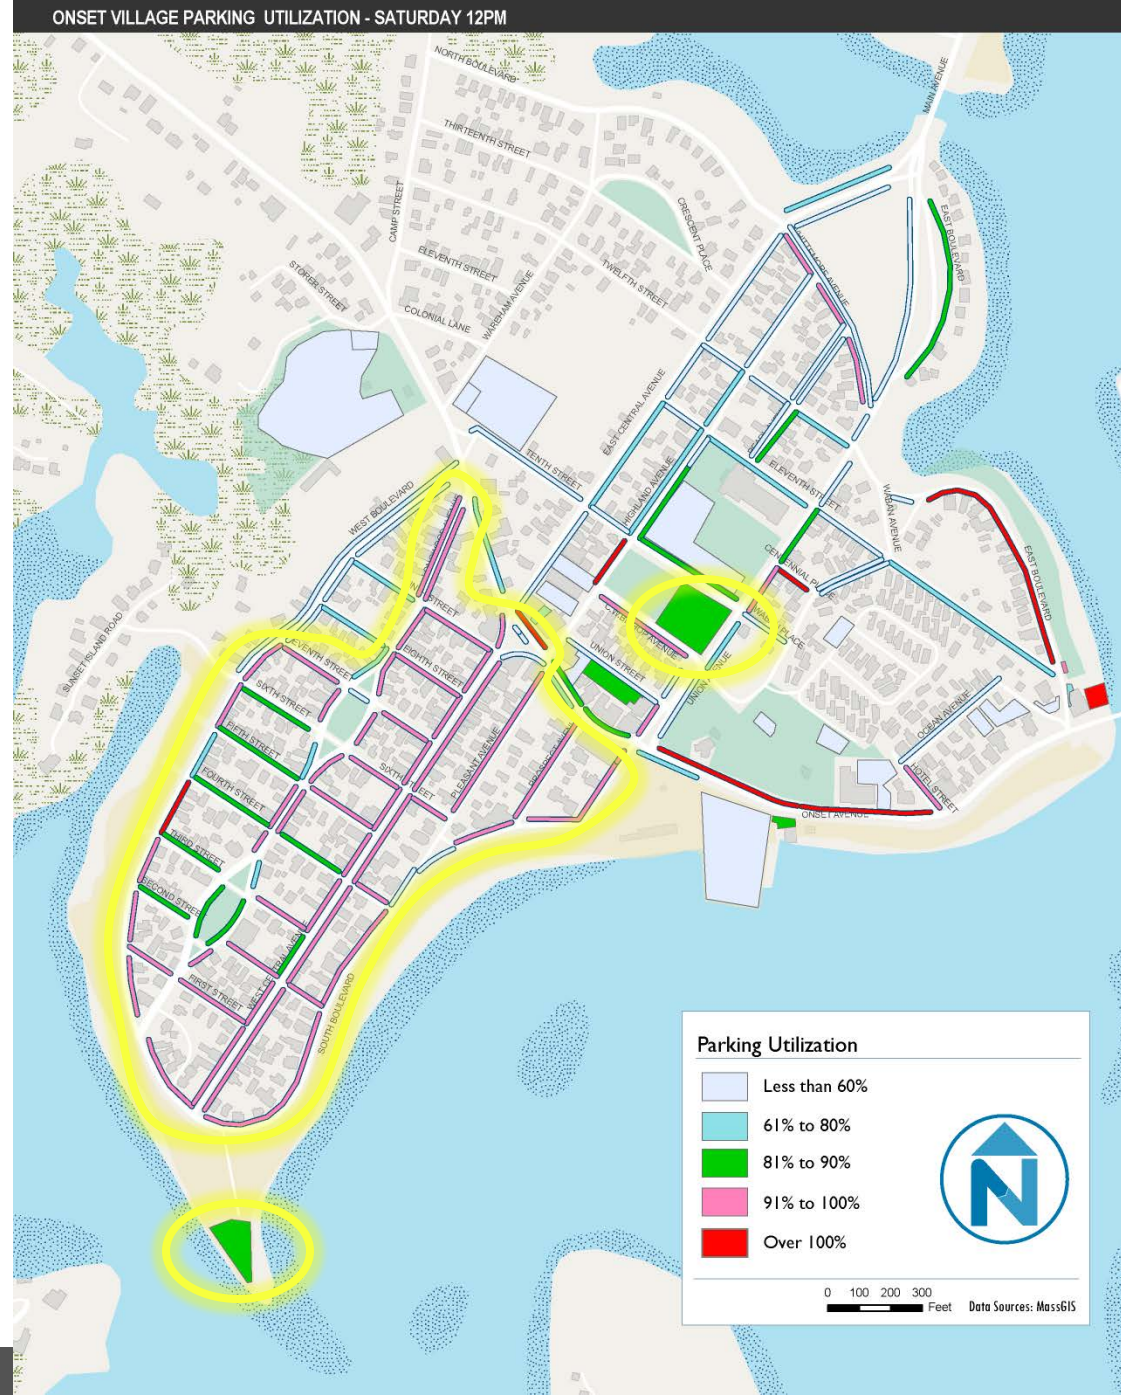 ONSET VILLAGE PARKING UTILIZATION - SATURDAY 12PM
NORTH BOULEVARD
MAIN AVENUE
THIRTEENTH STREET
CAMP STREET
CRESCENT PLACE
EAST BOULEVARD
ELEVENTH STREET
TWELFTH STREET
STORER STREET
WAREHAM AVENUE
COLONIAL LANE
EAST CENTRAL AVENUE
TENTH STREET
HIGHLAND AVENUE
ELEVENTH STREET
WEST BOULEVARD
WABAN AVENUE
EAST BOULEVARD
STREET
UNION STREET
UNION AVENUE
SUNSET ISLAND ROAD
EIGHTH STREET
SIXTH STREET
FIFTH STREET
FOURTH STREET
SIXTH STREET
PLEASANT AVENUE
OCEAN AVENUE
HOTEL STREET
ONSET AVENUE
THIRD STREET
SECOND STREET
FIRST STREET
WEST CENTRAL AVENUE
SOUTH BOULEVARD
Parking Utilization
Less than 60%
61% to 80%
81% to 90%
91% to 100%
Over 100%
N
0 100 200 300
Feet
Data Sources: MassGIS